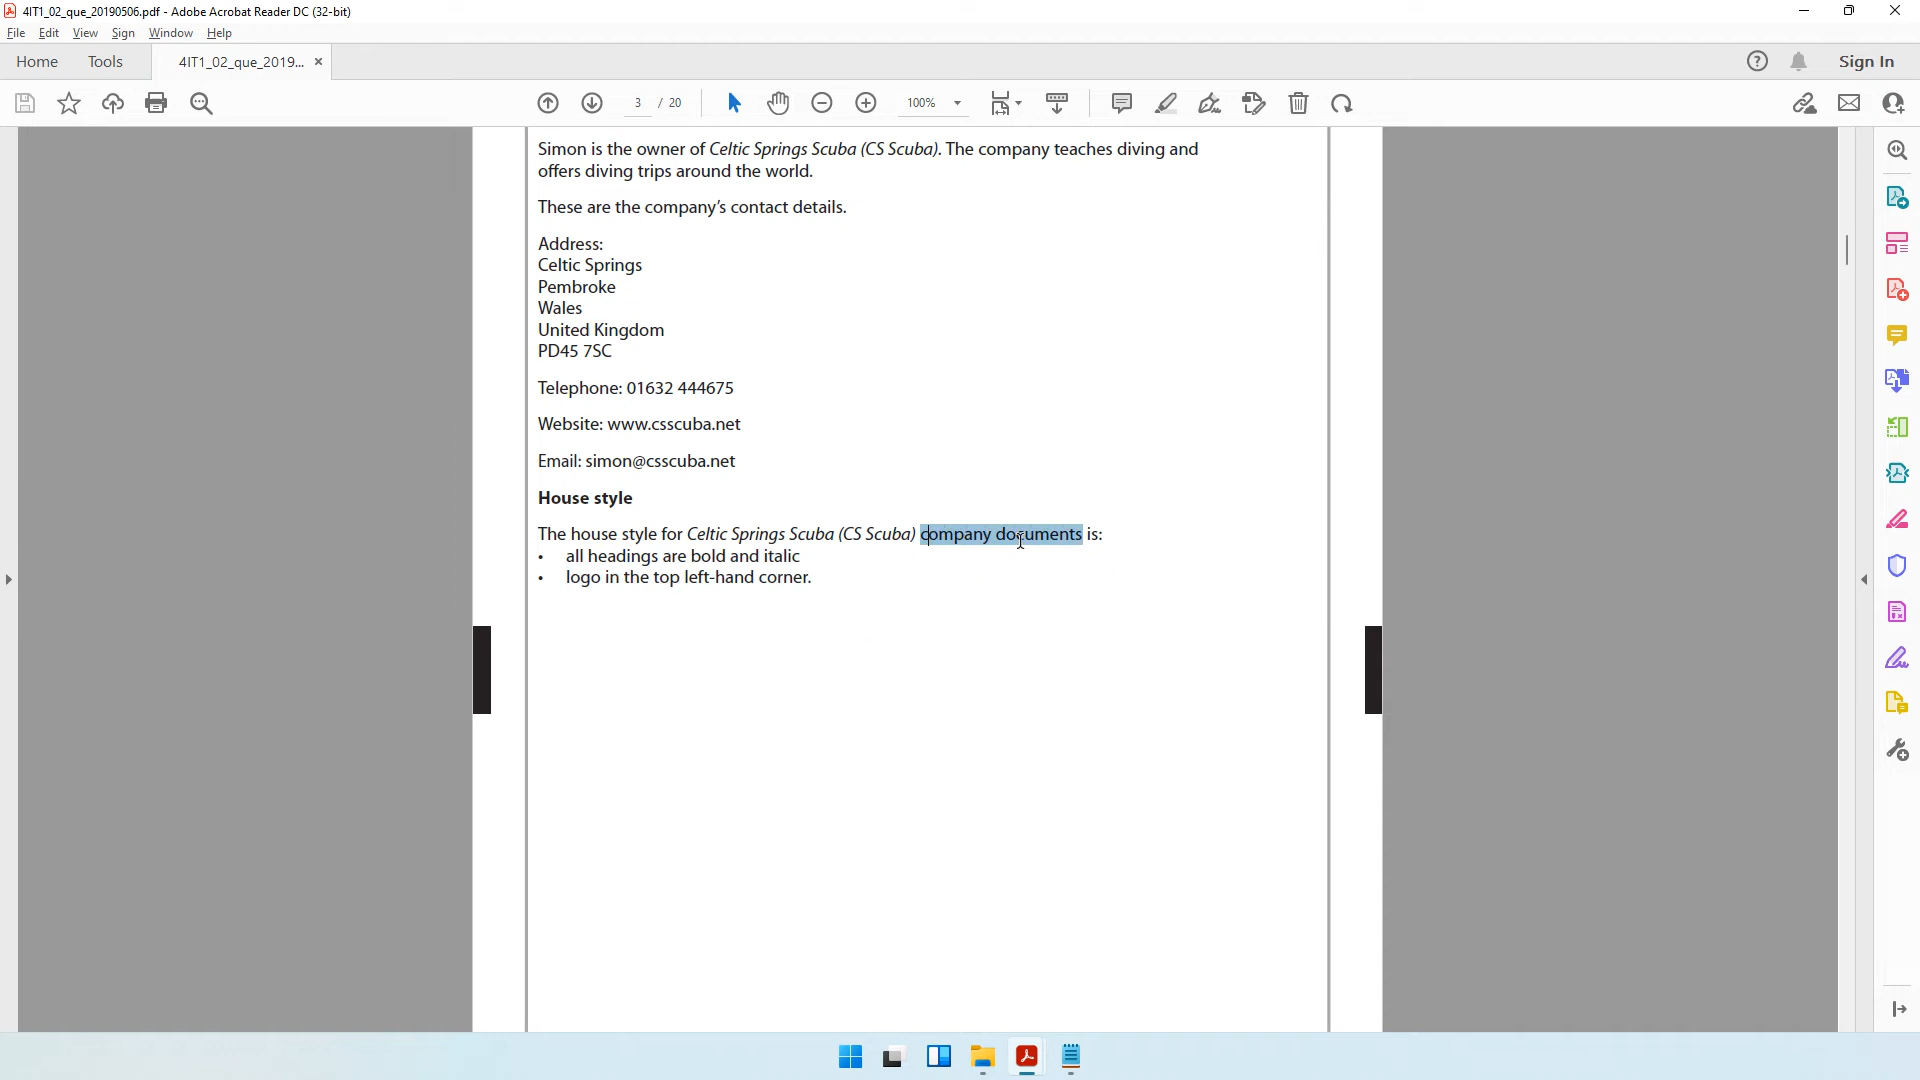 4IT1_02_que_20190506.pdf - Adobe Acrobat Reader DC (32-bit)
File Edit View Sign Window Help
Home Tools 4IT1_02_que_2019... × Sign In
3 / 20 100%
Simon is the owner of Celtic Springs Scuba (CS Scuba). The company teaches diving and
offers diving trips around the world.
These are the company’s contact details.
Address:
Celtic Springs
Pembroke
Wales
United Kingdom
PD45 7SC
Telephone: 01632 444675
Website: www.csscuba.net
Email: simon@csscuba.net
House style
The house style for Celtic Springs Scuba (CS Scuba) company documents is:
• all headings are bold and italic
• logo in the top left-hand corner.